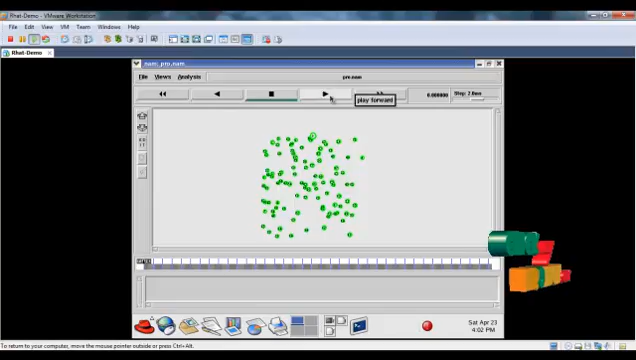 Rhat-Demo - VMware Workstation
File Edit View VM Team Windows Help
Rhat-Demo
nam: pro.nam
File Views Analysis
pro.nam
0.000000
Step: 2.0ms
play forward
Sat Apr 23
4:02 PM
To return to your computer, move the mouse pointer outside or press Ctrl+Alt.